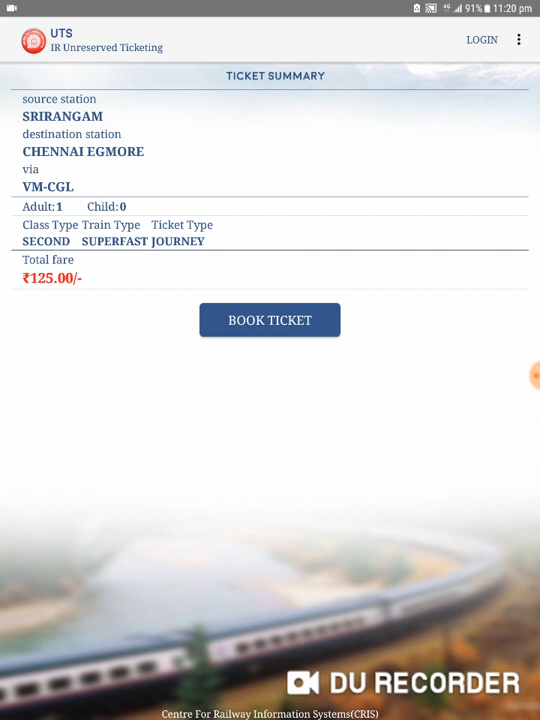 91% 11:20 pm
UTS
IR Unreserved Ticketing
LOGIN
TICKET SUMMARY
source station
SRIRANGAM
destination station
CHENNAI EGMORE
via
VM-CGL
Adult:1 Child:0
Class Type Train Type Ticket Type
SECOND SUPERFAST JOURNEY
Total fare
₹125.00/-
BOOK TICKET
DU RECORDER
Centre For Railway Information Systems(CRIS)